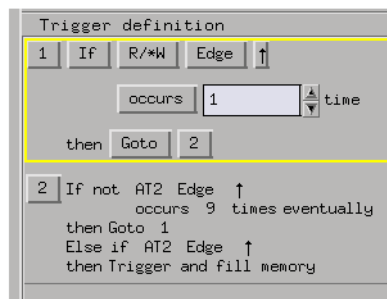 Trigger definition
1 If R/*W Edge ↑
occurs 1 time
then Goto 2
2 If not AT2 Edge ↑
occurs 9 times eventually
then Goto 1
Else if AT2 Edge ↑
then Trigger and fill memory